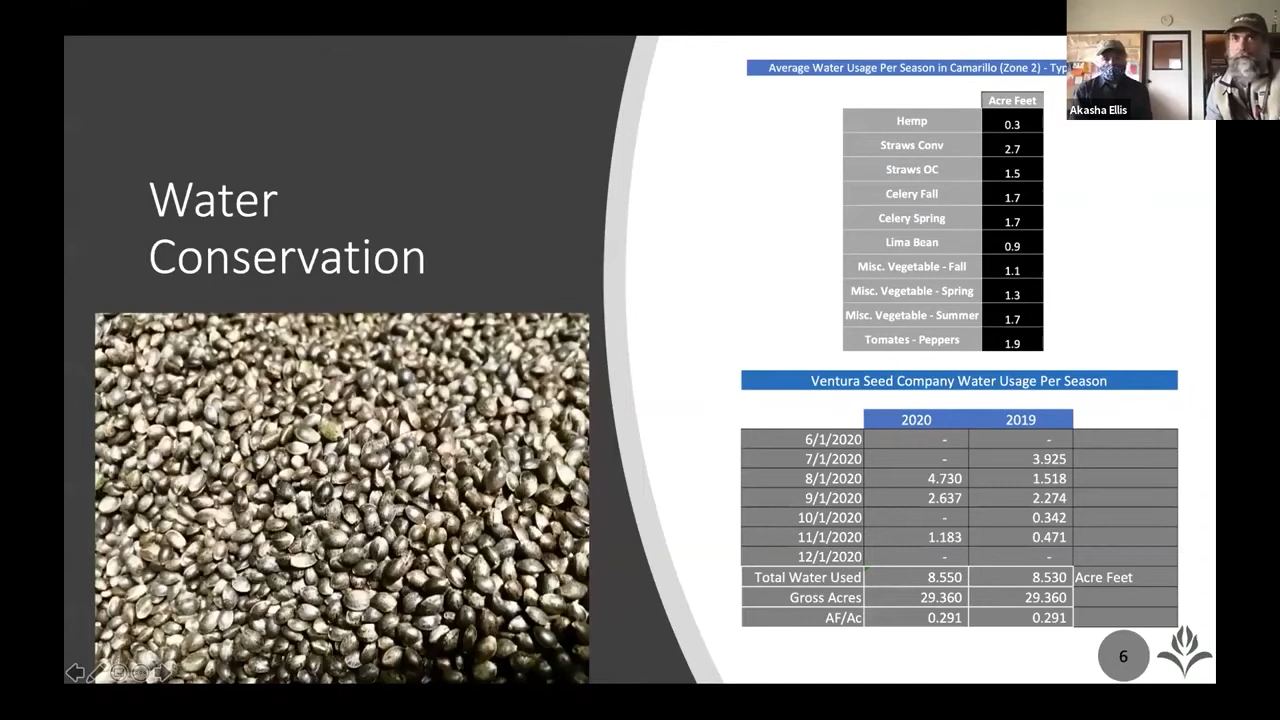 Water
Conservation
Average Water Usage Per Season in Camarillo (Zone 2) - Typ
Acre Feet
Hemp 0.3
Straws Conv 2.7
Straws OC 1.5
Celery Fall 1.7
Celery Spring 1.7
Lima Bean 0.9
Misc. Vegetable - Fall 1.1
Misc. Vegetable - Spring 1.3
Misc. Vegetable - Summer 1.7
Tomates - Peppers 1.9
Ventura Seed Company Water Usage Per Season
2020 2019
6/1/2020 - -
7/1/2020 - 3.925
8/1/2020 4.730 1.518
9/1/2020 2.637 2.274
10/1/2020 - 0.342
11/1/2020 1.183 0.471
12/1/2020 - -
Total Water Used 8.550 8.530 Acre Feet
Gross Acres 29.360 29.360
AF/Ac 0.291 0.291
6
Akasha Ellis